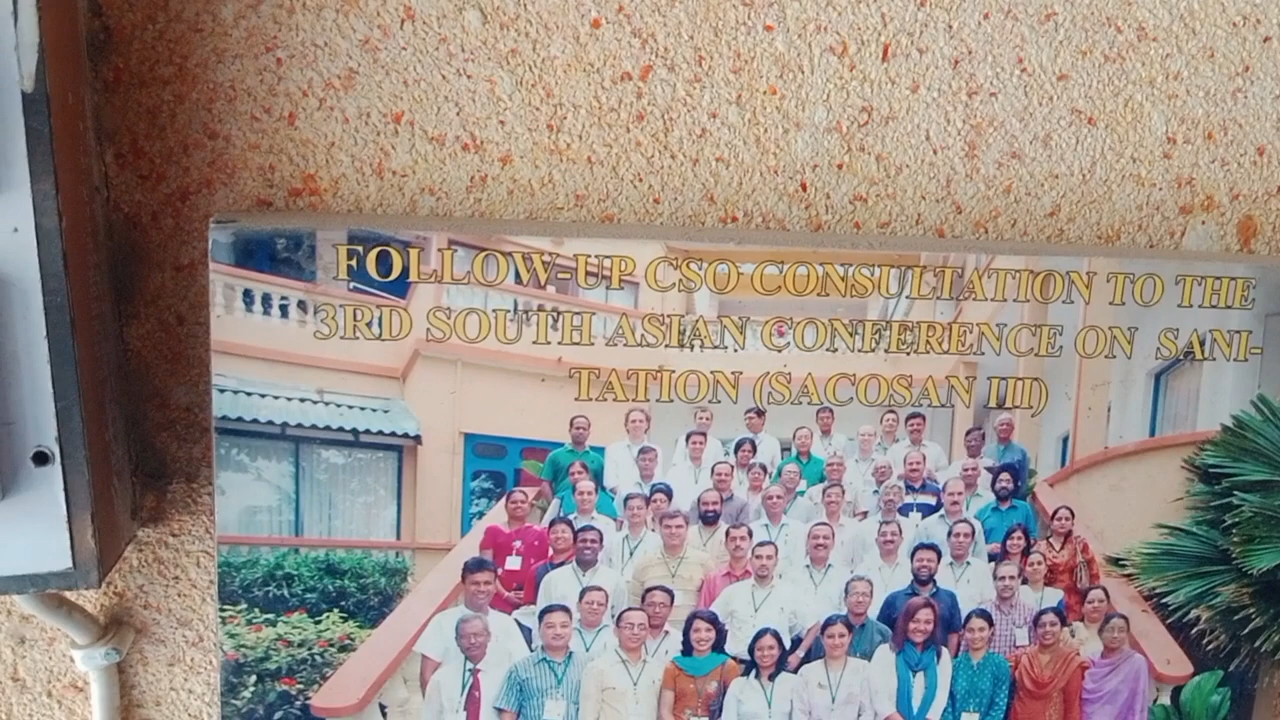 FOLLOW-UP CSO CONSULTATION TO THE
3RD SOUTH ASIAN CONFERENCE ON SANI-
TATION (SACOSAN III)